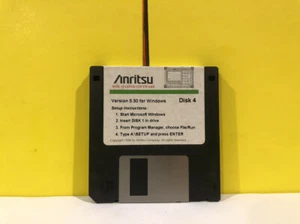 Anritsu
Version 5.30 for Windows Disk 4
Setup Instructions:
1. Start Microsoft Windows
2. Insert DISK 1 in drive
3. From Program Manager, choose File/Run
4. Type A:\SETUP and press ENTER